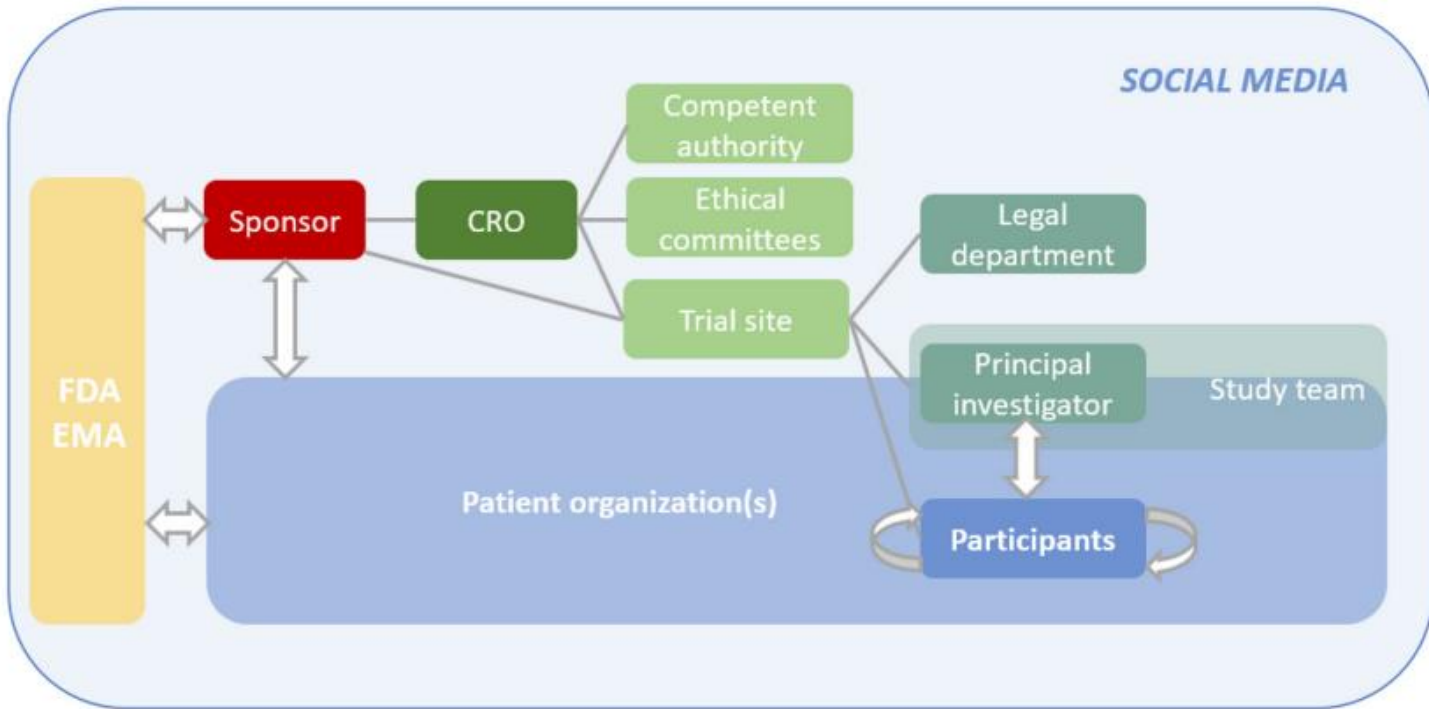 SOCIAL MEDIA
Competent
authority
Sponsor
CRO
Ethical
committees
Legal
department
Trial site
FDA
EMA
Principal
investigator
Study team
Patient organization(s)
Participants